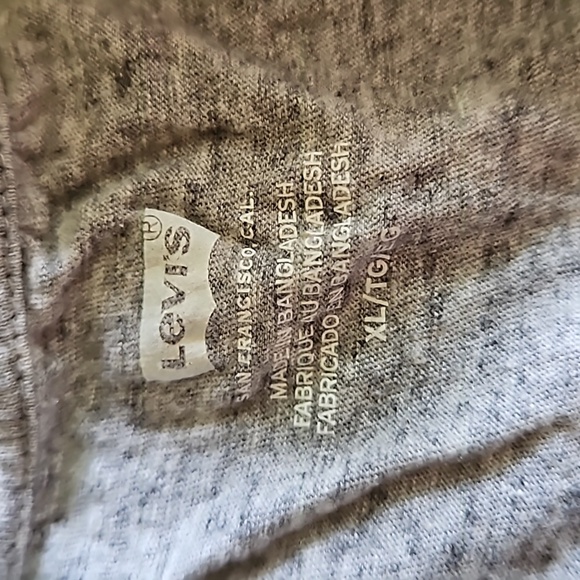 Levi's®
SAN FRANCISCO, CAL.
MADE IN BANGLADESH
FABRIQUÉ AU BANGLADESH
FABRICADO EN BANGLADESH
XL/TG/EG